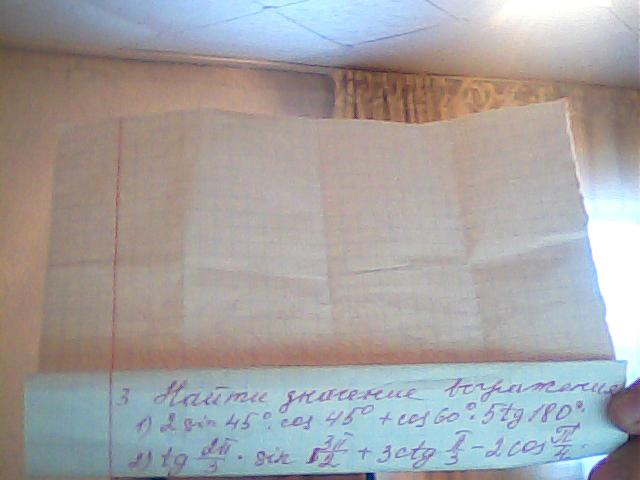 3 Найти значение выражения
1) 2 sin 45° · cos 45° + cos 60° · 5 tg 180°.
2) tg 2π/3 · sin 3π/2 + 3 ctg π/3 - 2 cos π/4.